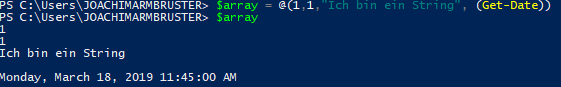 PS C:\Users\JOACHIMARMBRUSTER> $array = @(1,1,"Ich bin ein String", (Get-Date))
PS C:\Users\JOACHIMARMBRUSTER> $array
1
1
Ich bin ein String
Monday, March 18, 2019 11:45:00 AM